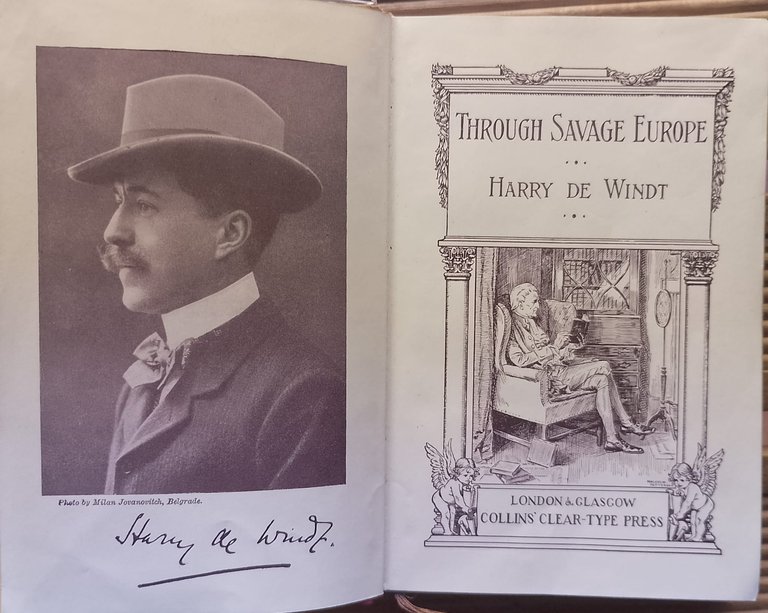 Photo by Milan Jovanovitch, Belgrade.
Harry de Windt.
THROUGH SAVAGE EUROPE
HARRY DE WINDT
LONDON & GLASGOW
COLLINS' CLEAR-TYPE PRESS